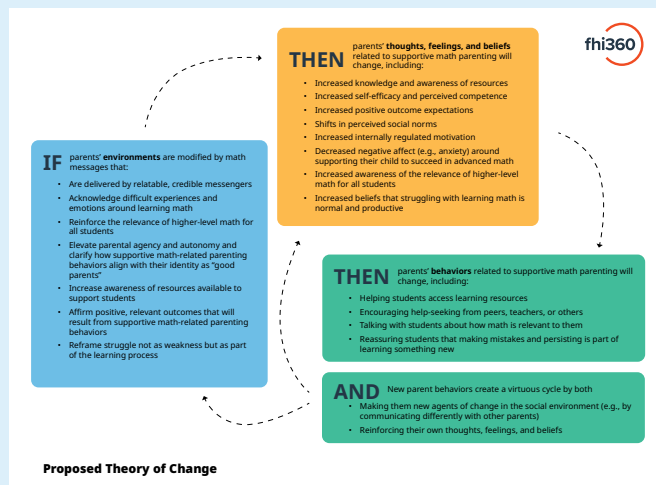 fhi360
IF parents’ environments are modified by math
messages that:
• Are delivered by relatable, credible messengers
• Acknowledge difficult experiences and
emotions around learning math
• Reinforce the relevance of higher-level math for
all students
• Elevate parental agency and autonomy and
clarify how supportive math-related parenting
behaviors align with their identity as “good
parents”
• Increase awareness of resources available to
support students
• Affirm positive, relevant outcomes that will
result from supportive math-related parenting
behaviors
• Reframe struggle not as weakness but as part
of the learning process
THEN parents’ thoughts, feelings, and beliefs
related to supportive math parenting will
change, including:
• Increased knowledge and awareness of resources
• Increased self-efficacy and perceived competence
• Increased positive outcome expectations
• Shifts in perceived social norms
• Increased internally regulated motivation
• Decreased negative affect (e.g., anxiety) around
supporting their child to succeed in advanced math
• Increased awareness of the relevance of higher-level
math for all students
• Increased beliefs that struggling with learning math is
normal and productive
THEN parents’ behaviors related to supportive math parenting will
change, including:
• Helping students access learning resources
• Encouraging help-seeking from peers, teachers, or others
• Talking with students about how math is relevant to them
• Reassuring students that making mistakes and persisting is part of
learning something new
AND New parent behaviors create a virtuous cycle by both
• Making them new agents of change in the social environment (e.g., by
communicating differently with other parents)
• Reinforcing their own thoughts, feelings, and beliefs
Proposed Theory of Change